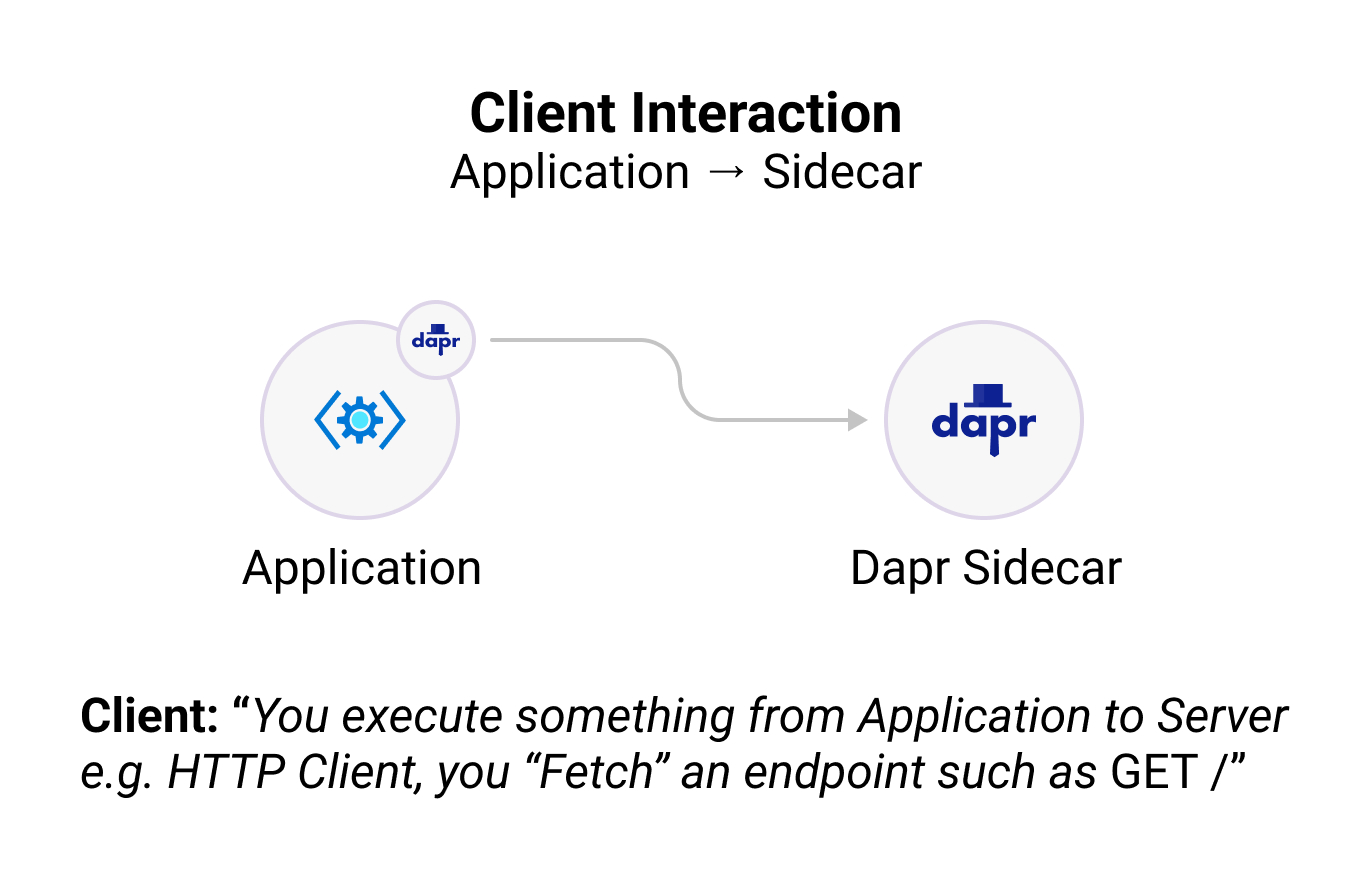 Client Interaction
Application → Sidecar
dapr
dapr
Application
Dapr Sidecar
Client: “You execute something from Application to Server
e.g. HTTP Client, you “Fetch” an endpoint such as GET /”